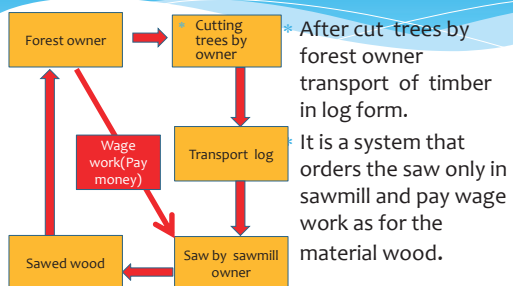 Forest owner
* Cutting
trees by
owner
Wage
work(Pay
money)
Transport log
Sawed wood
Saw by sawmill
owner
* After cut trees by
forest owner
transport of timber
in log form.
* It is a system that
orders the saw only in
sawmill and pay wage
work as for the
material wood.